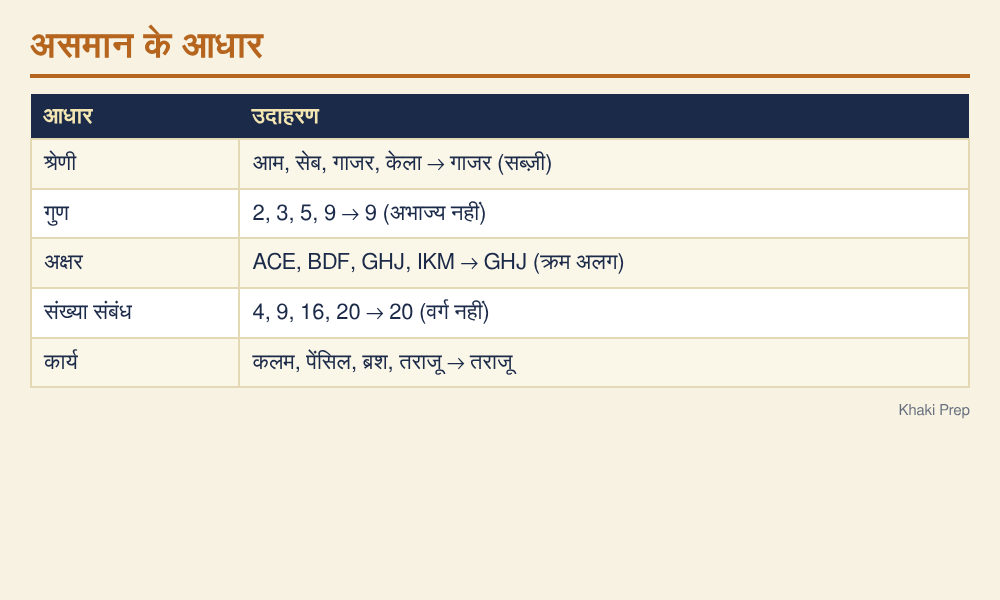 असमान के आधार
आधार उदाहरण
श्रेणी आम, सेब, गाजर, केला → गाजर (सब्ज़ी)
गुण 2, 3, 5, 9 → 9 (अभाज्य नहीं)
अक्षर ACE, BDF, GHJ, IKM → GHJ (क्रम अलग)
संख्या संबंध 4, 9, 16, 20 → 20 (वर्ग नहीं)
कार्य कलम, पेंसिल, ब्रश, तराजू → तराजू
Khaki Prep